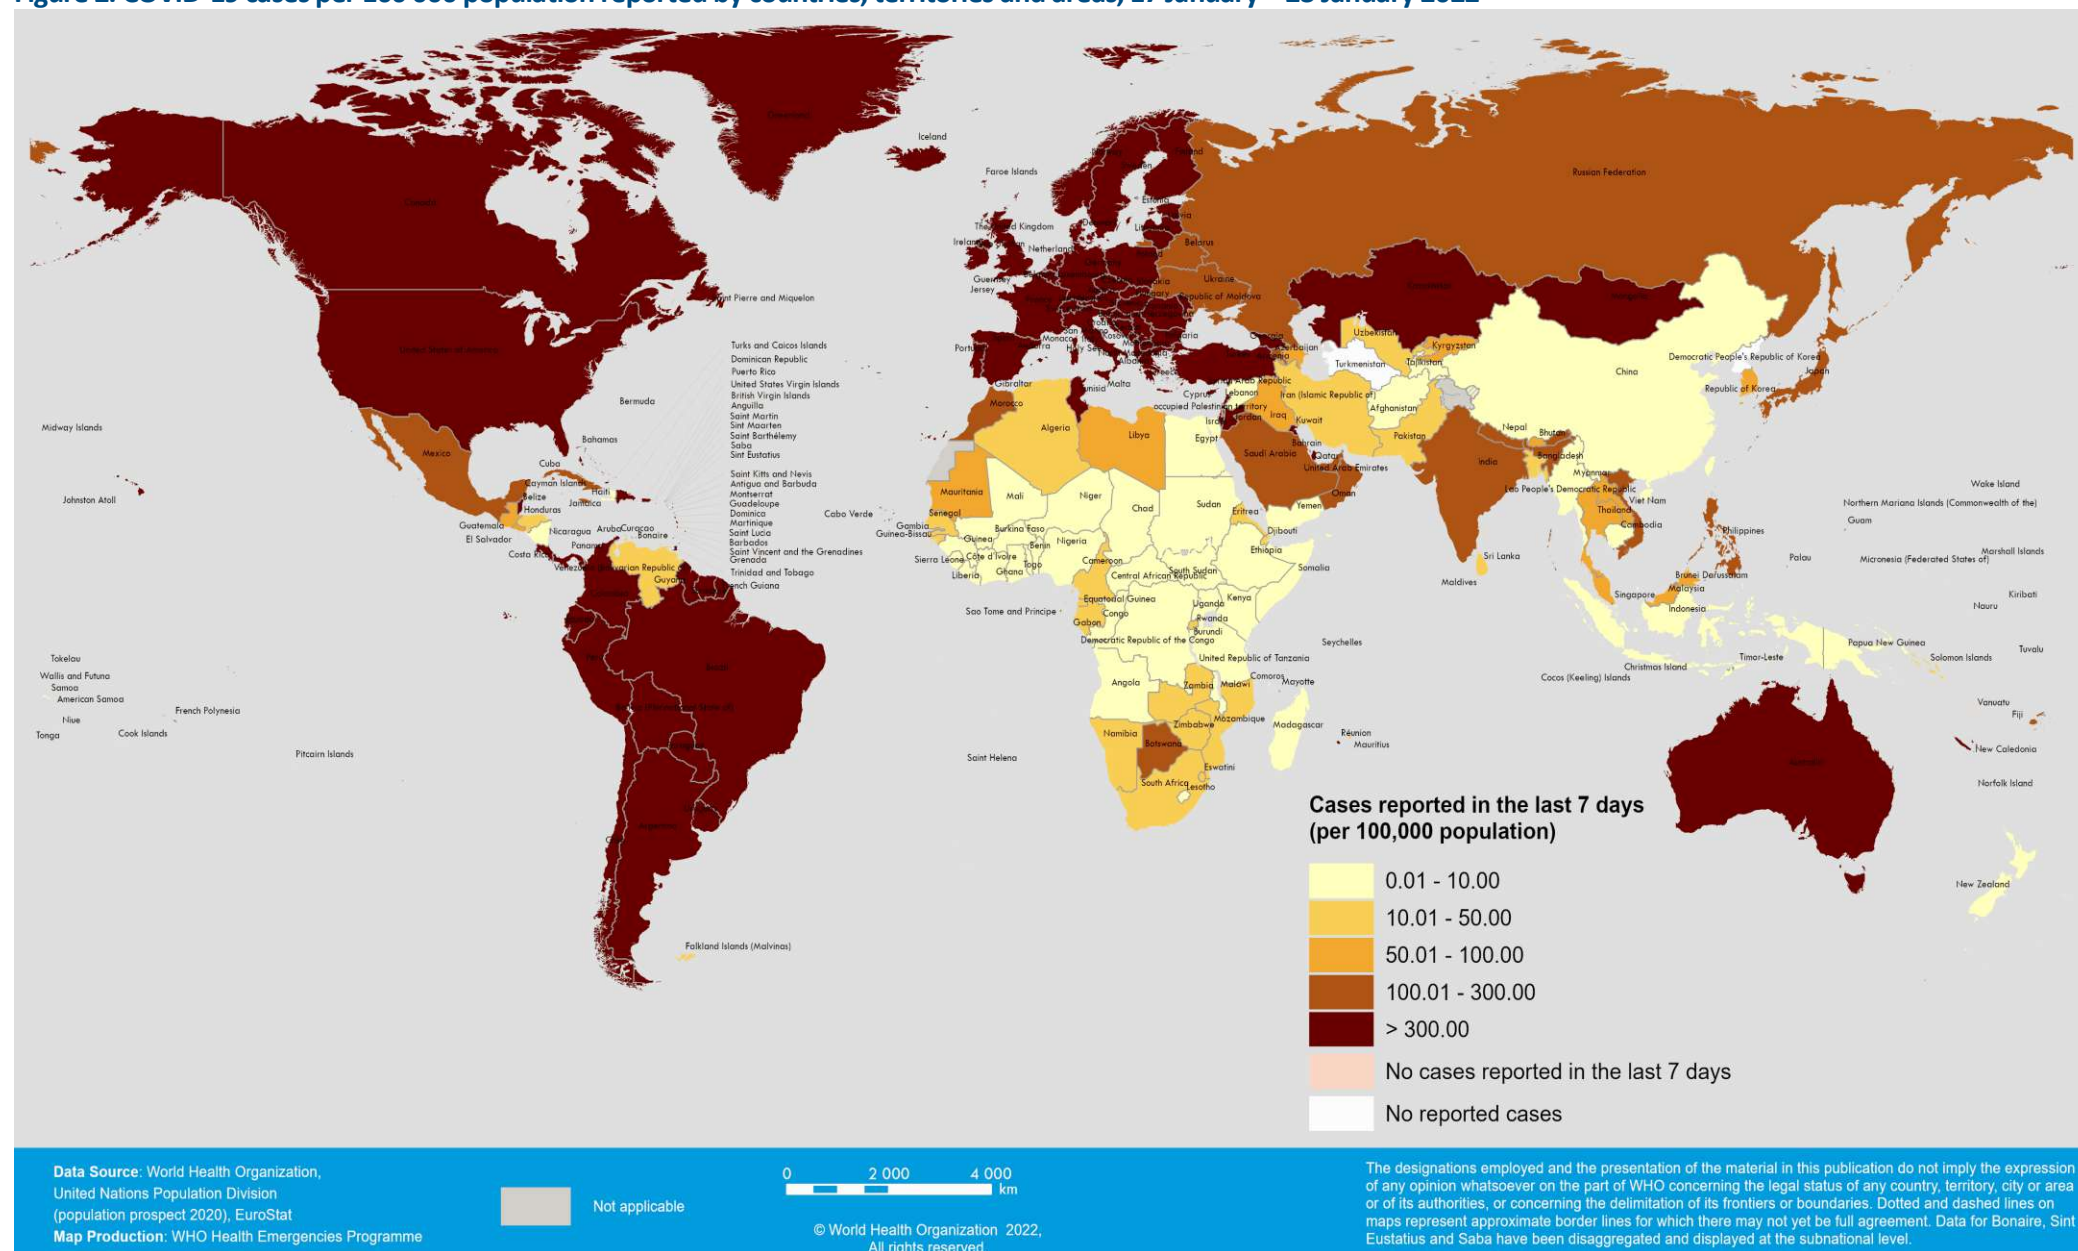 Midway Islands
Johnston Atoll
Tokelau
Wallis and Futuna
Samoa
American Samoa
Niue
Tonga
Cook Islands
French Polynesia
Pitcairn Islands
Canada
United States of America
Mexico
Greenland
Iceland
Faroe Islands
Bermuda
Bahamas
Cuba
Cayman Islands
Belize
Honduras
Jamaica
Haiti
Guatemala
El Salvador
Nicaragua
Costa Rica
Aruba
Curacao
Bonaire
Turks and Caicos Islands
Dominican Republic
Puerto Rico
United States Virgin Islands
British Virgin Islands
Anguilla
Saint Martin
Sint Maarten
Saint Barthélemy
Saba
Sint Eustatius
Saint Kitts and Nevis
Antigua and Barbuda
Montserrat
Guadeloupe
Dominica
Martinique
Saint Lucia
Barbados
Saint Vincent and the Grenadines
Grenada
Trinidad and Tobago
Brazil
Peru
Falkland Islands (Malvinas)
Guernsey
Jersey
Gibraltar
Malta
Cyprus
Belarus
Ukraine
Republic of Moldova
Russian Federation
Mongolia
Uzbekistan
Kyrgyzstan
Turkmenistan
Tajikistan
China
Democratic People's Republic of Korea
Republic of Korea
Japan
Lebanon
occupied Palestinian territory
Iran (Islamic Republic of)
Afghanistan
Iraq
Kuwait
Jordan
Bahrain
Qatar
United Arab Emirates
Saudi Arabia
Oman
Yemen
Pakistan
India
Nepal
Bhutan
Bangladesh
Myanmar
Lao People's Democratic Republic
Viet Nam
Thailand
Cambodia
Philippines
Sri Lanka
Maldives
Brunei Darussalam
Malaysia
Singapore
Indonesia
Timor-Leste
Christmas Island
Cocos (Keeling) Islands
Papua New Guinea
Solomon Islands
Palau
Wake Island
Northern Mariana Islands (Commonwealth of the)
Guam
Marshall Islands
Micronesia (Federated States of)
Kiribati
Nauru
Tuvalu
Vanuatu
Fiji
New Caledonia
Norfolk Island
New Zealand
Australia
Morocco
Algeria
Libya
Egypt
Mauritania
Mali
Niger
Chad
Sudan
Eritrea
Djibouti
Ethiopia
Somalia
Cabo Verde
Senegal
Gambia
Guinea-Bissau
Guinea
Sierra Leone
Liberia
Côte d'Ivoire
Burkina Faso
Ghana
Togo
Benin
Nigeria
Cameroon
Central African Republic
South Sudan
Equatorial Guinea
Sao Tome and Principe
Gabon
Congo
Democratic Republic of the Congo
Uganda
Kenya
Rwanda
Burundi
United Republic of Tanzania
Seychelles
Comoros
Mayotte
Angola
Zambia
Malawi
Mozambique
Zimbabwe
Madagascar
Namibia
Botswana
South Africa
Eswatini
Lesotho
Réunion
Mauritius
Saint Helena
Cases reported in the last 7 days
(per 100,000 population)
0.01 - 10.00
10.01 - 50.00
50.01 - 100.00
100.01 - 300.00
> 300.00
No cases reported in the last 7 days
No reported cases
Data Source: World Health Organization,
United Nations Population Division
(population prospect 2020), EuroStat
Map Production: WHO Health Emergencies Programme
Not applicable
0 2 000 4 000
km
© World Health Organization 2022,
All rights reserved
The designations employed and the presentation of the material in this publication do not imply the expression
of any opinion whatsoever on the part of WHO concerning the legal status of any country, territory, city or area
or of its authorities, or concerning the delimitation of its frontiers or boundaries. Dotted and dashed lines on
maps represent approximate border lines for which there may not yet be full agreement. Data for Bonaire, Sint
Eustatius and Saba have been disaggregated and displayed at the subnational level.